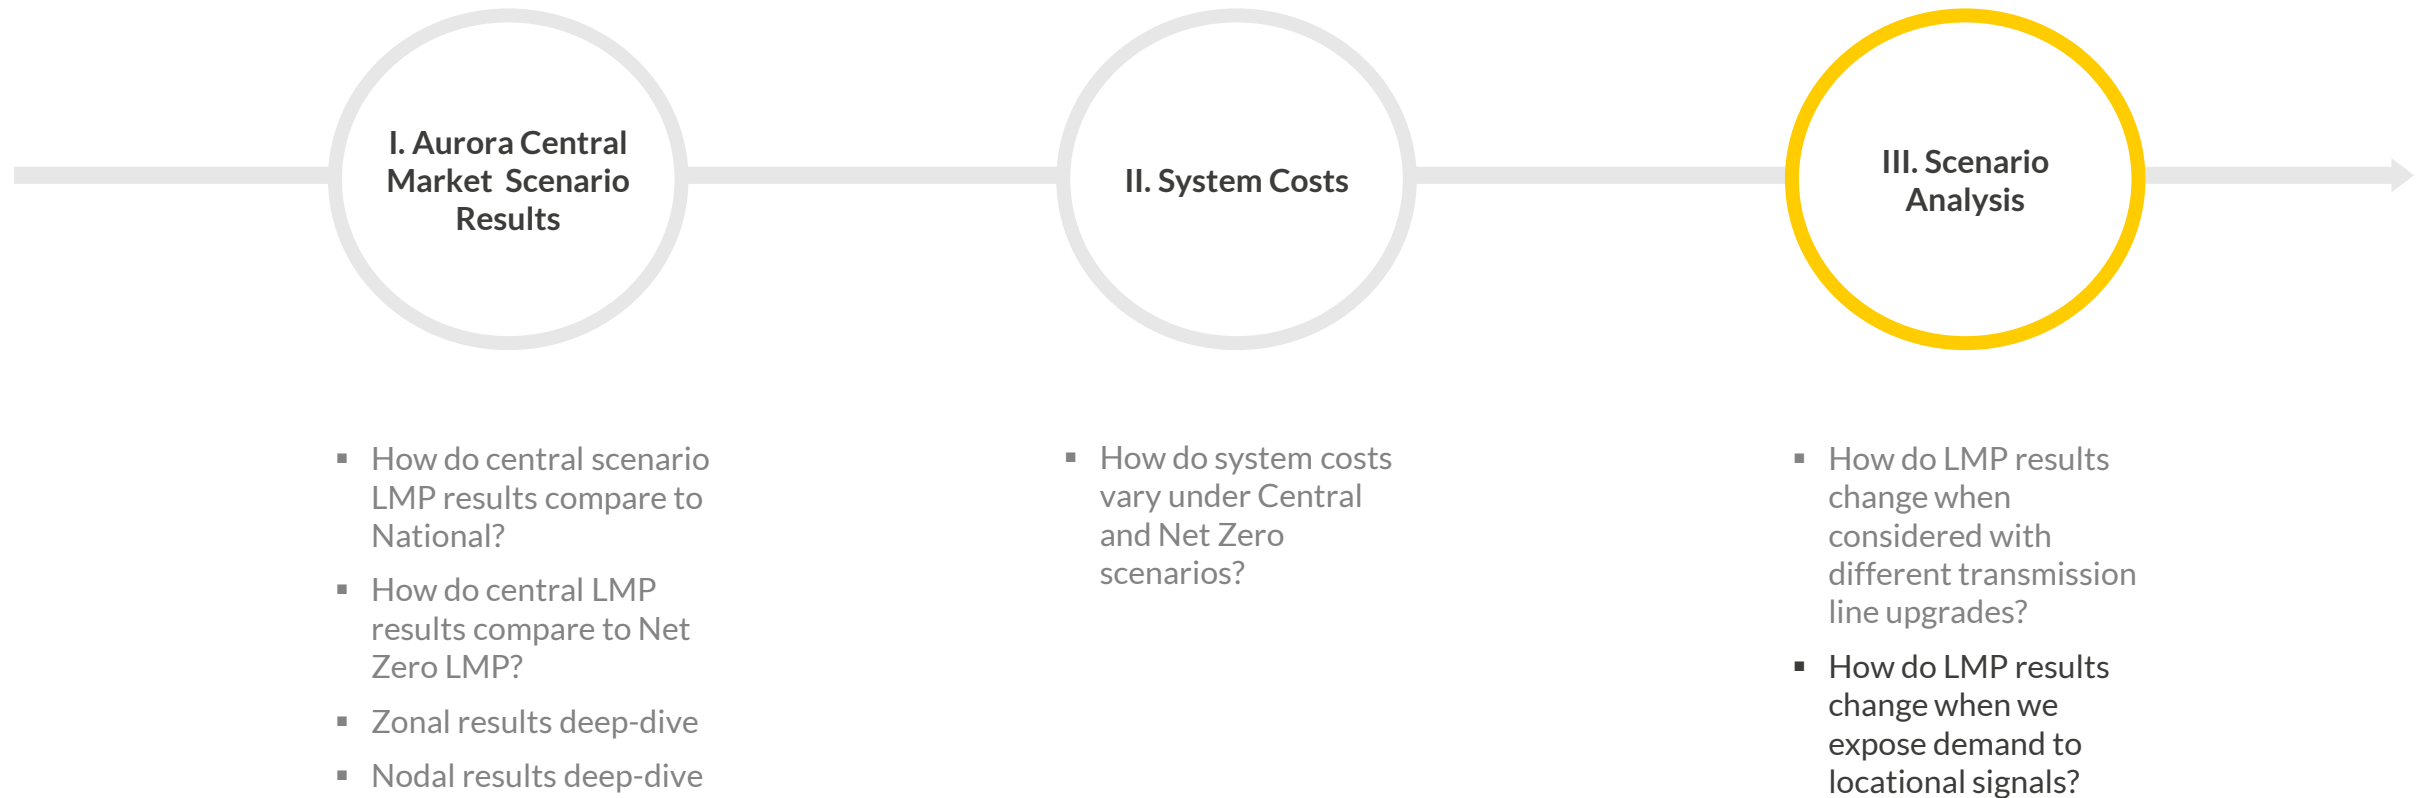 I. Aurora Central
Market Scenario
Results
II. System Costs
III. Scenario
Analysis
▪ How do central scenario
LMP results compare to
National?
▪ How do central LMP
results compare to Net
Zero LMP?
▪ Zonal results deep-dive
▪ Nodal results deep-dive
▪ How do system costs
vary under Central
and Net Zero
scenarios?
▪ How do LMP results
change when
considered with
different transmission
line upgrades?
▪ How do LMP results
change when we
expose demand to
locational signals?